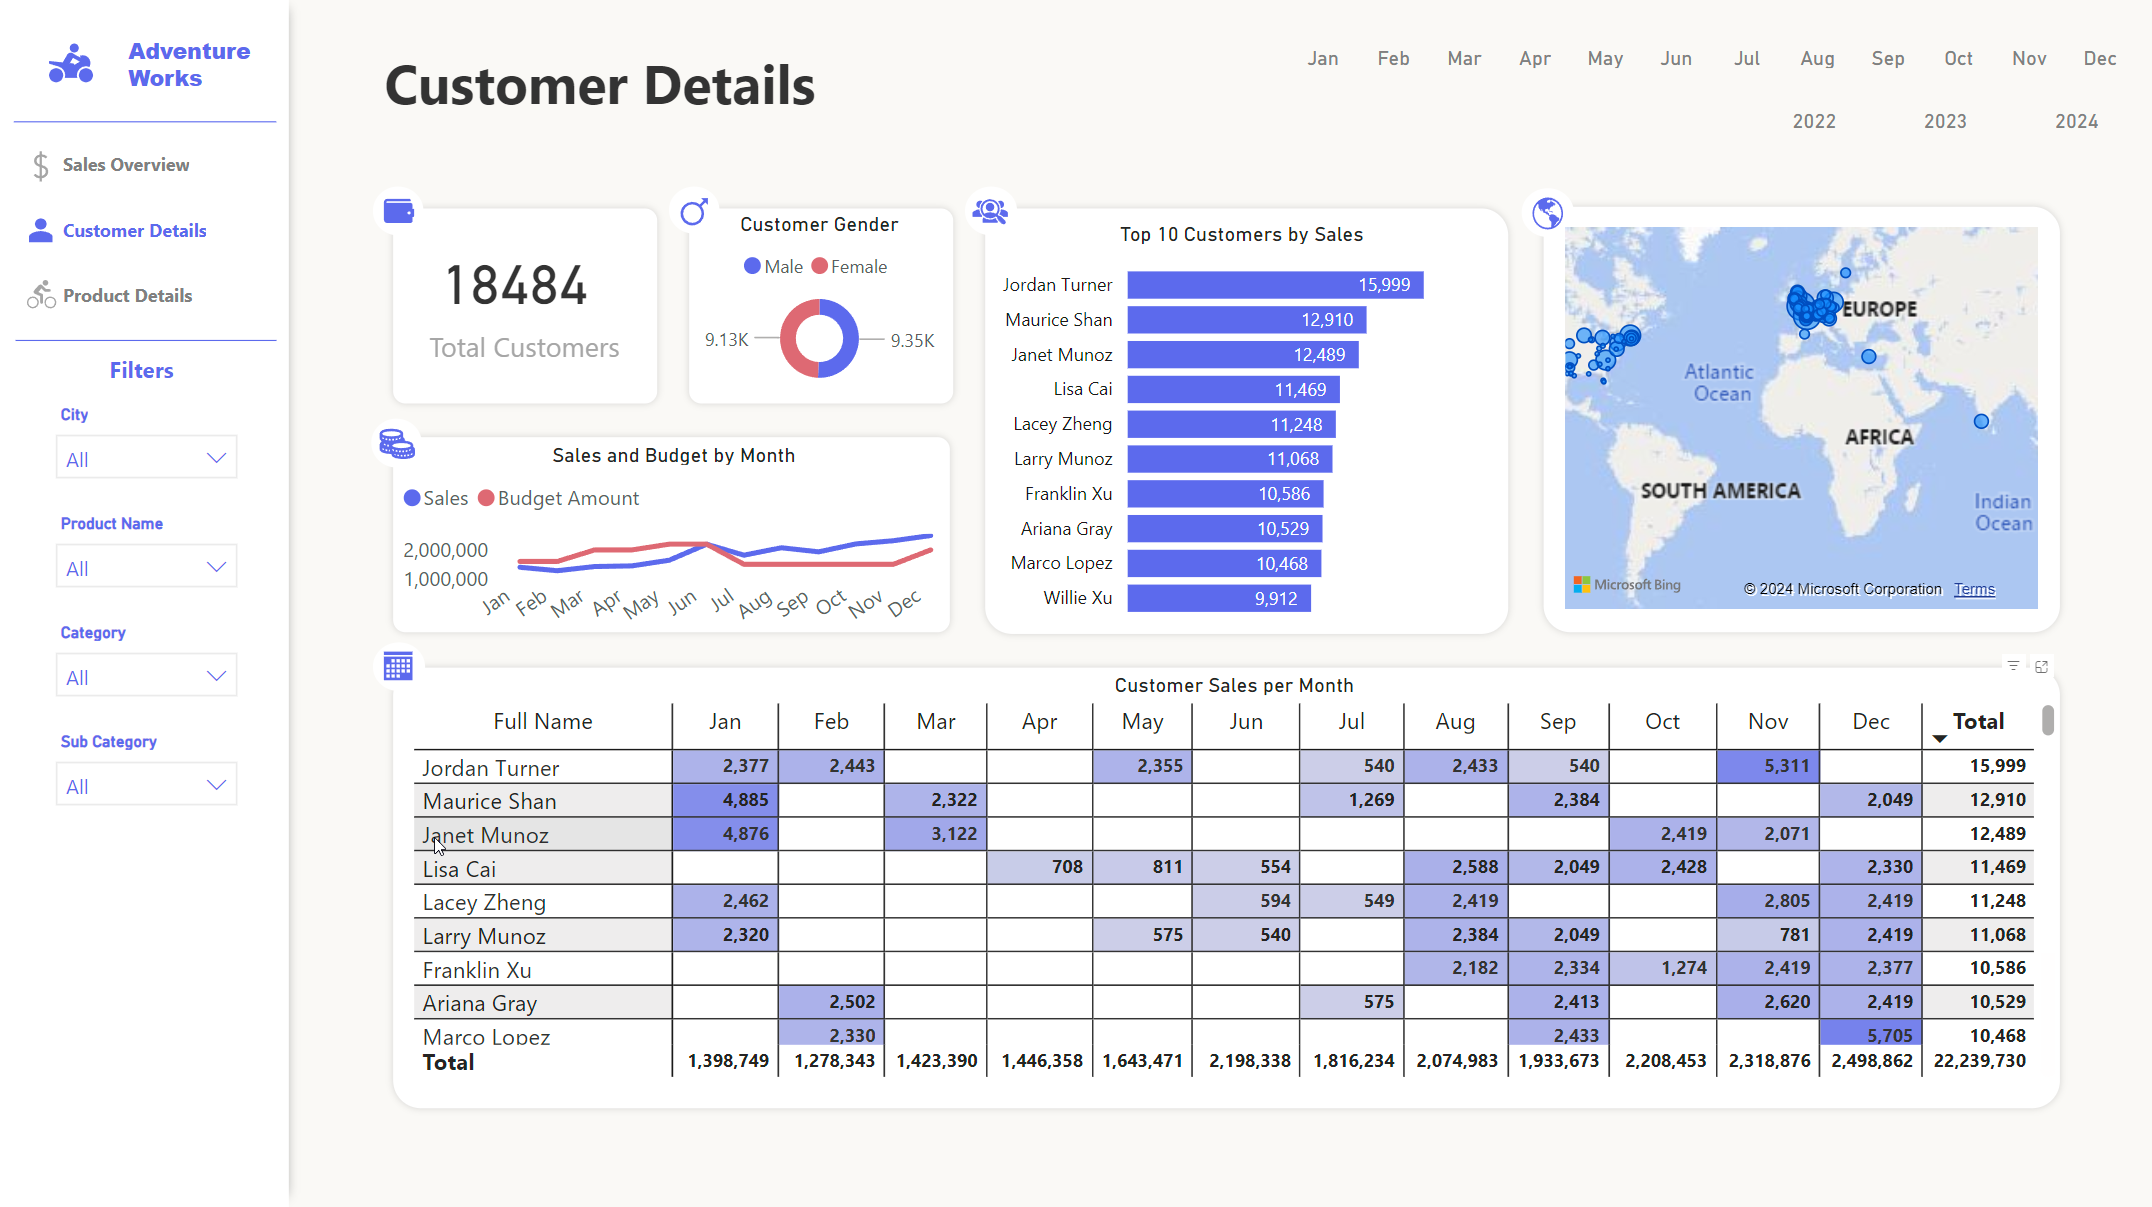 Adventure
Works
Sales Overview
Customer Details
Product Details
Filters
City
All
Product Name
All
Category
All
Sub Category
All
Customer Details
Jan Feb Mar Apr May Jun Jul Aug Sep Oct Nov Dec
2022 2023 2024
18484
Total Customers
Customer Gender
Male Female
9.13K 9.35K
Sales and Budget by Month
Sales Budget Amount
2,000,000
1,000,000
Jan Feb Mar Apr May Jun Jul Aug Sep Oct Nov Dec
Top 10 Customers by Sales
Jordan Turner 15,999
Maurice Shan 12,910
Janet Munoz 12,489
Lisa Cai 11,469
Lacey Zheng 11,248
Larry Munoz 11,068
Franklin Xu 10,586
Ariana Gray 10,529
Marco Lopez 10,468
Willie Xu 9,912
EUROPE
Atlantic
Ocean
AFRICA
SOUTH AMERICA
Indian
Ocean
Microsoft Bing
© 2024 Microsoft Corporation Terms
Customer Sales per Month
Full Name Jan Feb Mar Apr May Jun Jul Aug Sep Oct Nov Dec Total
Jordan Turner 2,377 2,443 2,355 540 2,433 540 5,311 15,999
Maurice Shan 4,885 2,322 1,269 2,384 2,049 12,910
Janet Munoz 4,876 3,122 2,419 2,071 12,489
Lisa Cai 708 811 554 2,588 2,049 2,428 2,330 11,469
Lacey Zheng 2,462 594 549 2,419 2,805 2,419 11,248
Larry Munoz 2,320 575 540 2,384 2,049 781 2,419 11,068
Franklin Xu 2,182 2,334 1,274 2,419 2,377 10,586
Ariana Gray 2,502 575 2,413 2,620 2,419 10,529
Marco Lopez 2,330 2,433 5,705 10,468
Total 1,398,749 1,278,343 1,423,390 1,446,358 1,643,471 2,198,338 1,816,234 2,074,983 1,933,673 2,208,453 2,318,876 2,498,862 22,239,730